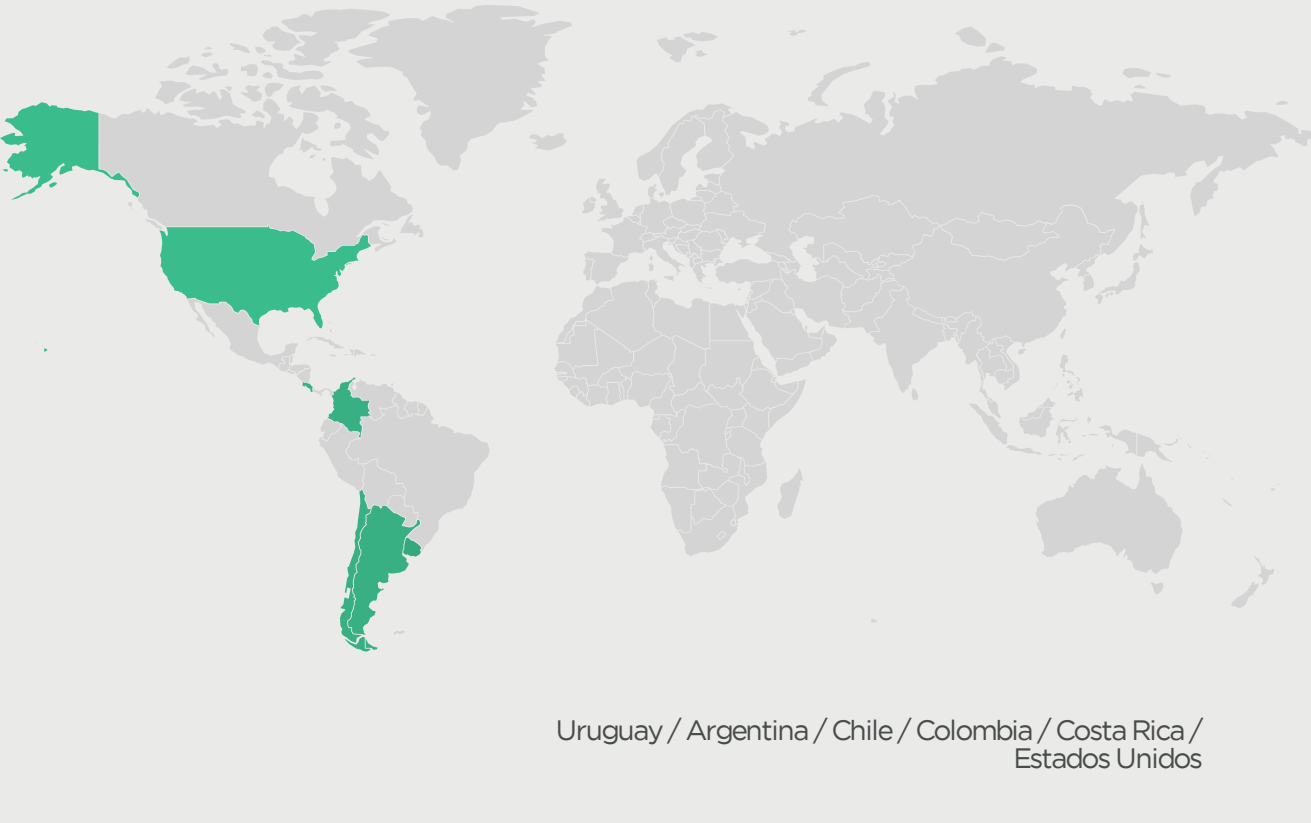 Uruguay / Argentina / Chile / Colombia / Costa Rica /
Estados Unidos